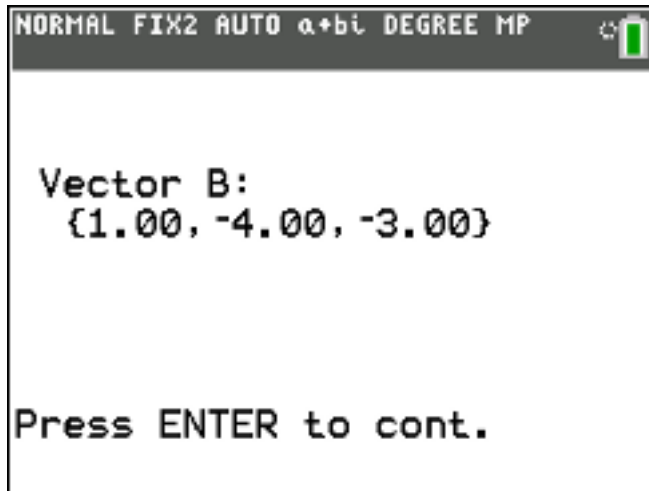 NORMAL FIX2 AUTO a+bi DEGREE MP
Vector B:
{1.00,-4.00,-3.00}
Press ENTER to cont.